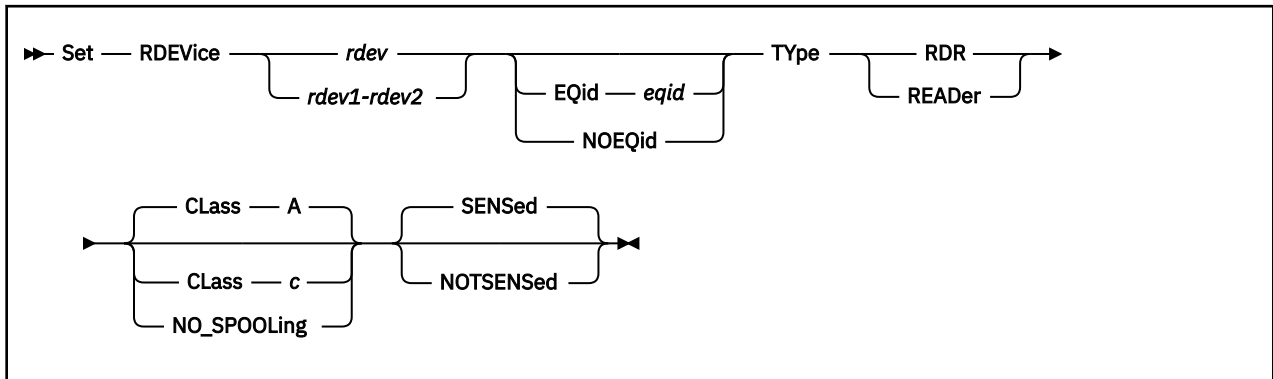 Set RDEVice rdev TYpe RDR
rdev1-rdev2 EQid eqid READer
NOEQid
CLass A SENSed
CLass c NOTSENSed
NO_SPOOLing